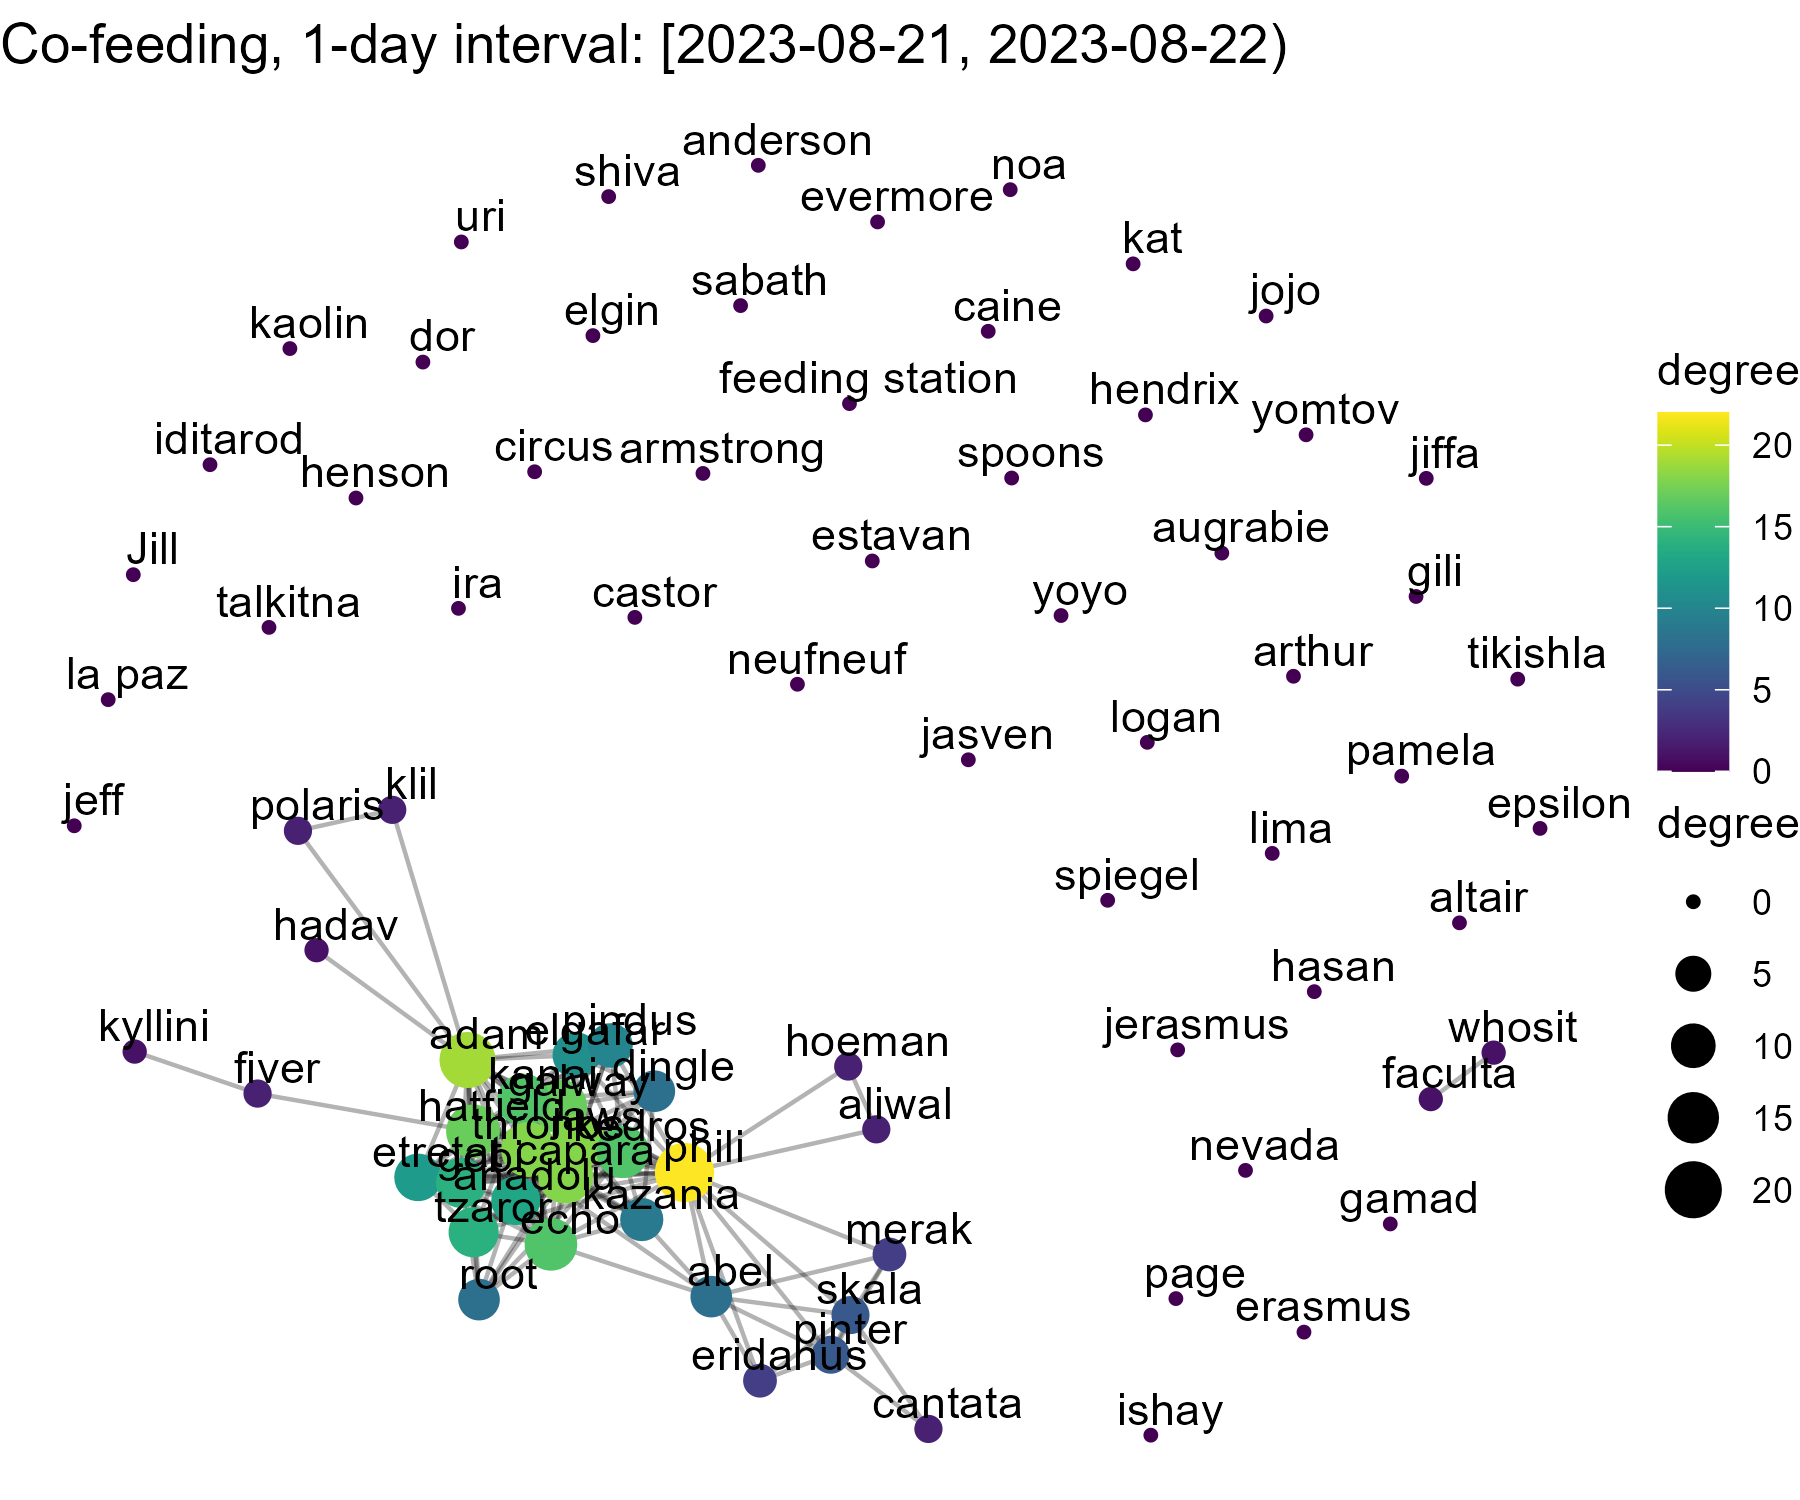 Co-feeding, 1-day interval: [2023-08-21, 2023-08-22)
anderson
shiva
noa
evermore
uri
kat
sabath
jojo
caine
elgin
kaolin
dor
feeding station
hendrix
yomtov
iditarod
circus
armstrong
spoons
jiffa
henson
augrabie
estavan
Jill
gili
ira
yoyo
castor
talkitna
arthur
tikishla
neufneuf
la paz
logan
jasven
pamela
klil
jeff
polaris
epsilon
lima
spiegel
altair
hadav
hasan
pindus
kyllini
jerasmus
whosit
adam
elgafar
hoeman
fiver
dingle
faculta
kanaj
galway
hatfield
aliwal
jaws
kedros
nevada
phili
etretat
capara
anadolu
kazania
gamad
tzaror
echo
merak
root
abel
page
skala
erasmus
pinter
eridanus
cantata
ishay
degree
20
15
10
5
0
degree
0
5
10
15
20